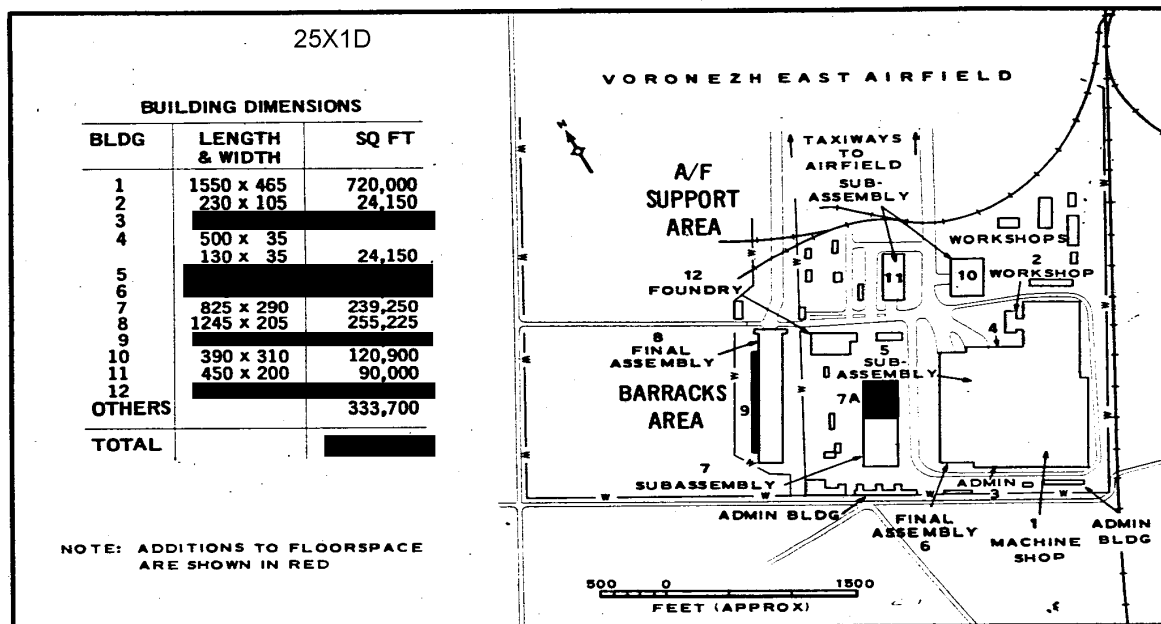 25X1D
BUILDING DIMENSIONS
BLDG LENGTH & WIDTH SQ FT
1 1550 x 465 720,000
2 230 x 105 24,150
3
4 500 x 35
130 x 35 24,150
5
6
7 825 x 290 239,250
8 1245 x 205 255,225
9
10 390 x 310 120,900
11 450 x 200 90,000
12
OTHERS 333,700
TOTAL
NOTE: ADDITIONS TO FLOORSPACE
ARE SHOWN IN RED
VORONEZH EAST AIRFIELD
N
TAXIWAYS
TO
AIRFIELD
A/F
SUPPORT
AREA
SUB-
ASSEMBLY
WORKSHOPS
2
WORKSHOP
12
FOUNDRY
11
10
8
FINAL
ASSEMBLY
5
SUB-
ASSEMBLY
4
BARRACKS
AREA
9
7A
7
SUBASSEMBLY
ADMIN
3
ADMIN BLDG
FINAL
ASSEMBLY
6
1
MACHINE
SHOP
ADMIN
BLDG
W
W
W
W
W
W
W
W
W
W
W
W
500 0 1500
FEET (APPROX)